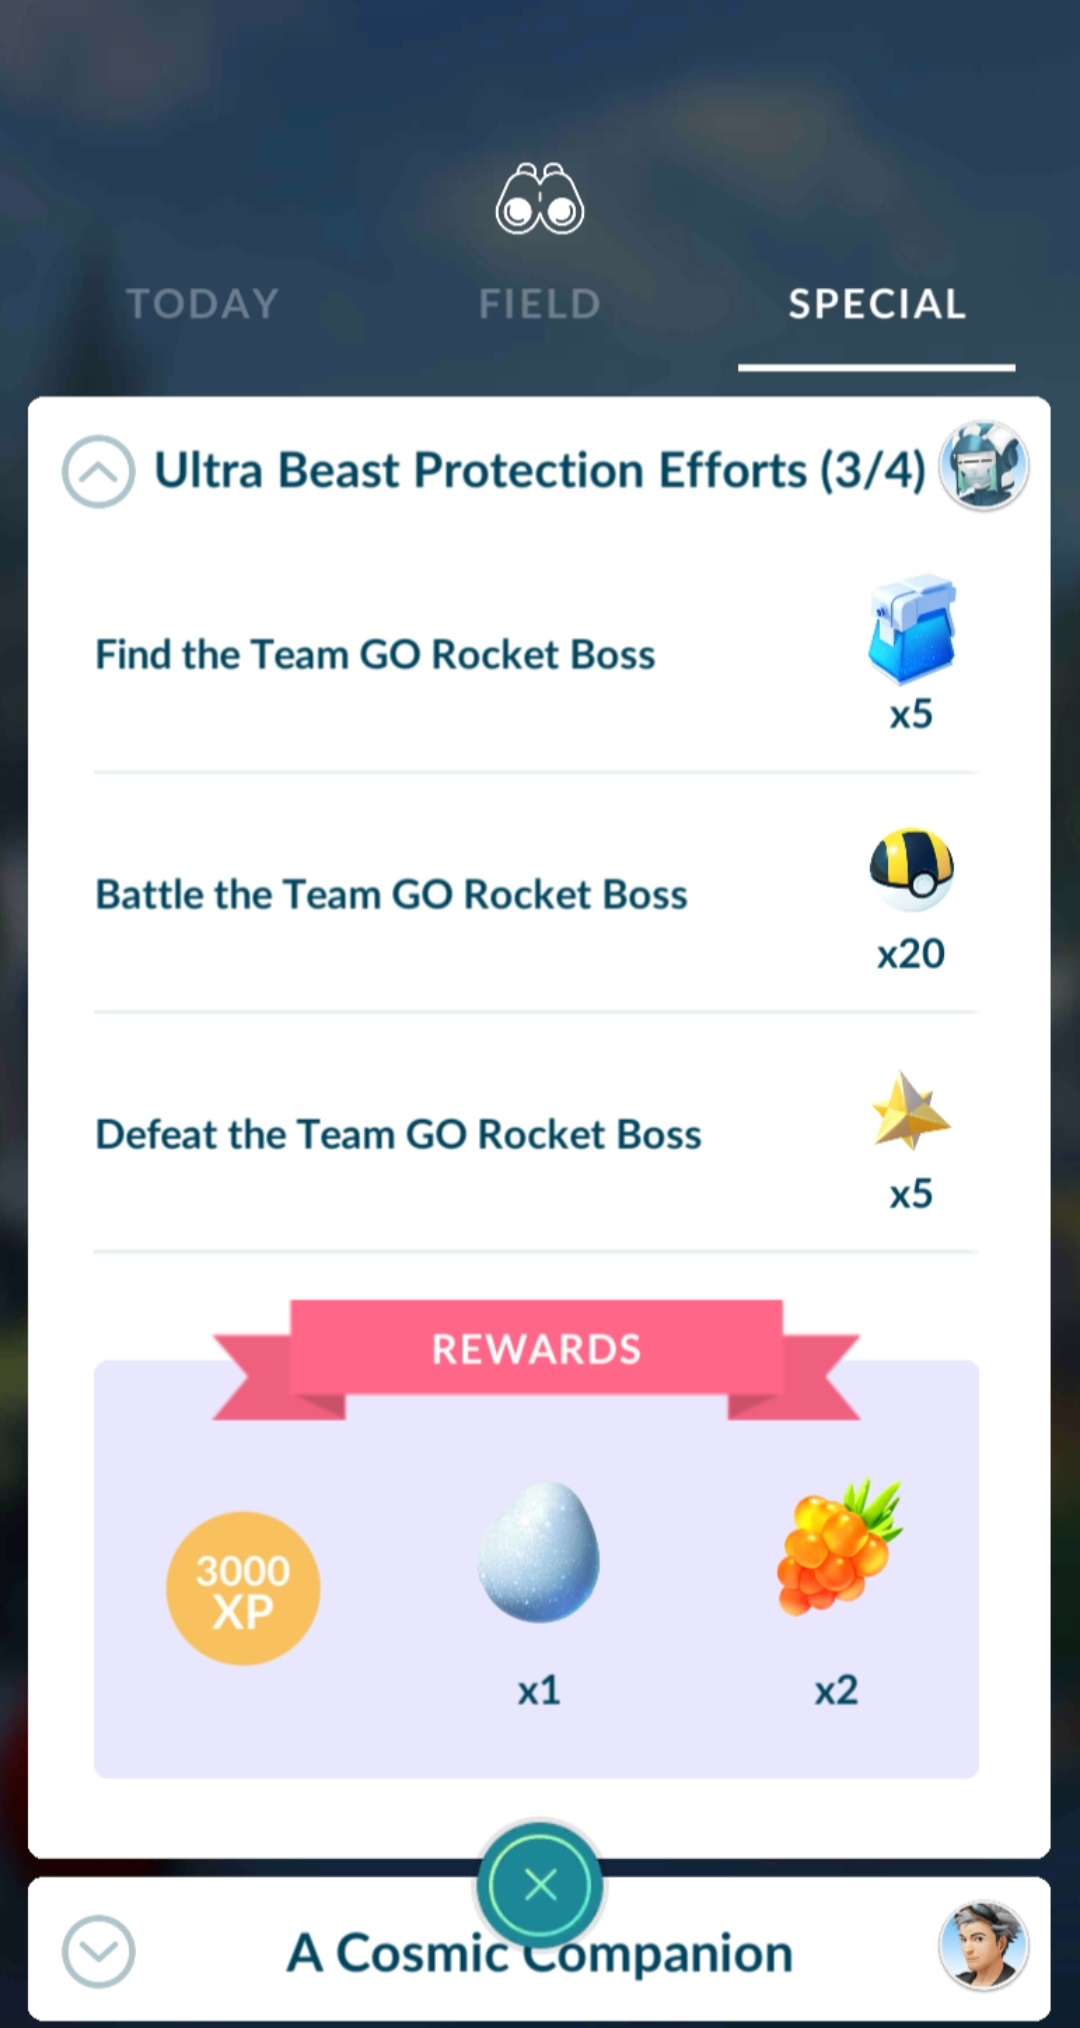 TODAY
FIELD
SPECIAL
Ultra Beast Protection Efforts (3/4)
Find the Team GO Rocket Boss
x5
Battle the Team GO Rocket Boss
x20
Defeat the Team GO Rocket Boss
x5
REWARDS
3000
XP
x1
x2
A Cosmic Companion